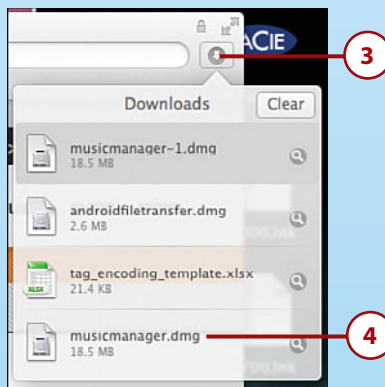 ACIE
3
Downloads
Clear
musicmanager-1.dmg
18.5 MB
androidfiletransfer.dmg
2.6 MB
XLSX
tag_encoding_template.xlsx
21.4 KB
musicmanager.dmg
18.5 MB
4